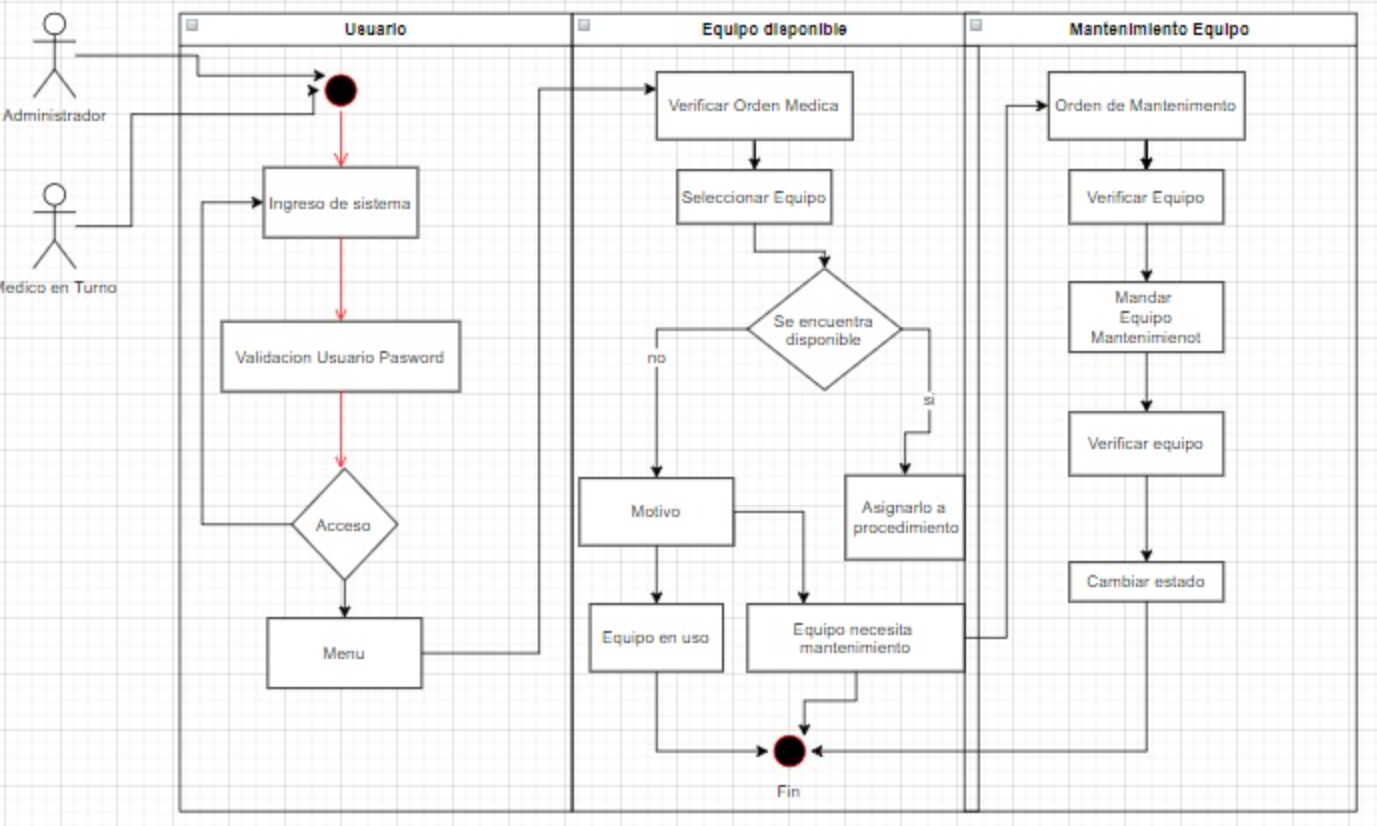 Usuario
Equipo disponible
Mantenimiento Equipo
Administrador
Medico en Turno
Ingreso de sistema
Validacion Usuario Pasword
Acceso
Menu
Verificar Orden Medica
Seleccionar Equipo
Se encuentra
disponible
no
si
Motivo
Asignarlo a
procedimiento
Equipo en uso
Equipo necesita
mantenimiento
Fin
Orden de Mantenimento
Verificar Equipo
Mandar
Equipo
Mantenimienot
Verificar equipo
Cambiar estado